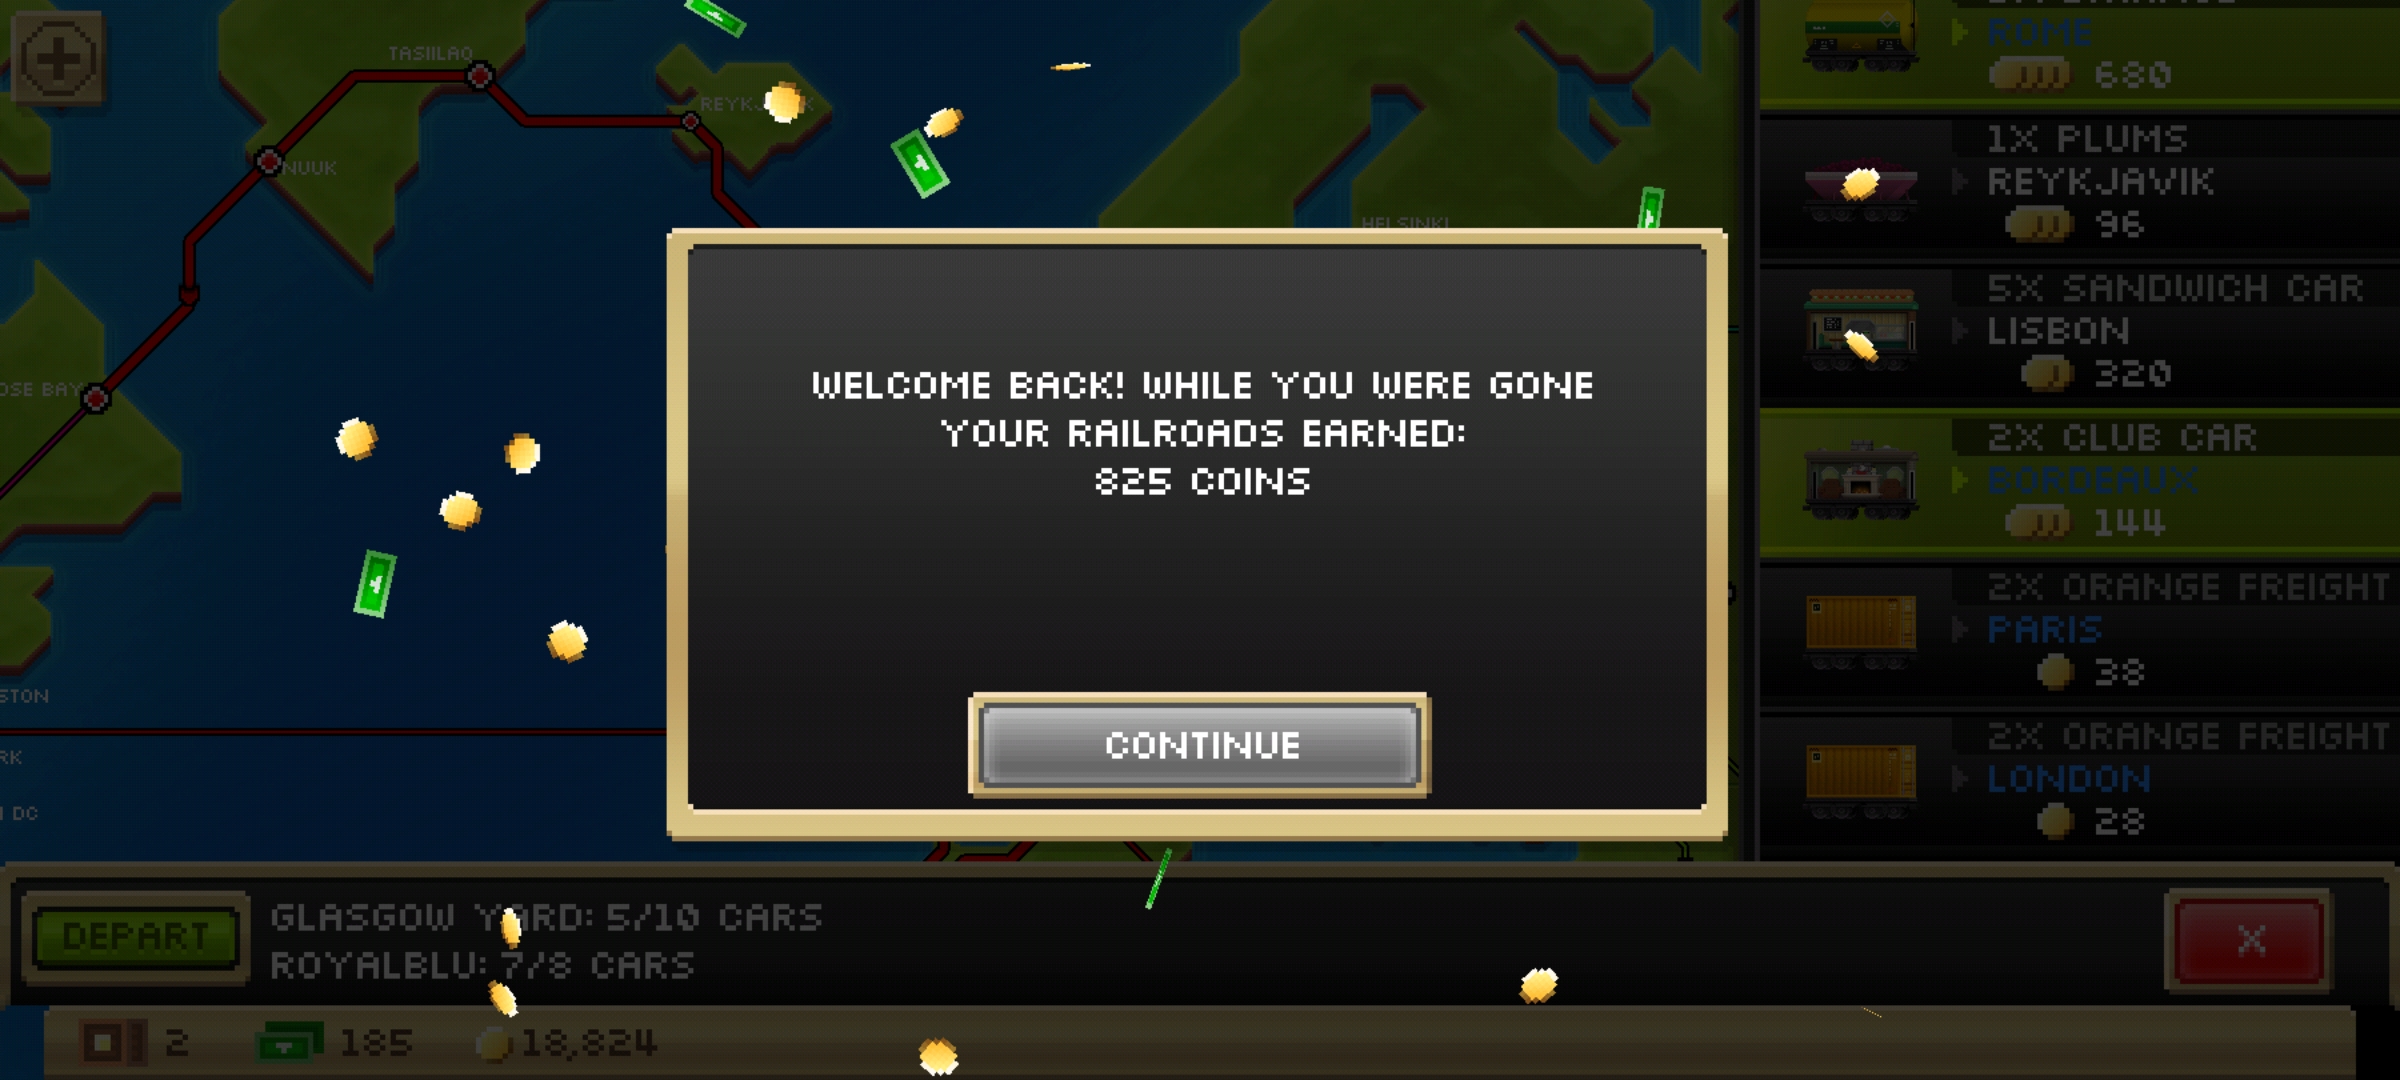 TASIILAQ
NUUK
HELSINKI
OSE BAY
STON
RK
DC
WELCOME BACK! WHILE YOU WERE GONE
YOUR RAILROADS EARNED:
825 COINS
CONTINUE
ROME
680
1X PLUMS
REYKJAVIK
96
5X SANDWICH CAR
LISBON
320
2X CLUB CAR
BORDEAUX
144
2X ORANGE FREIGHT
PARIS
38
2X ORANGE FREIGHT
LONDON
28
DEPART
GLASGOW YARD: 5/10 CARS
ROYALBLU: 7/8 CARS
X
2
185
18,824